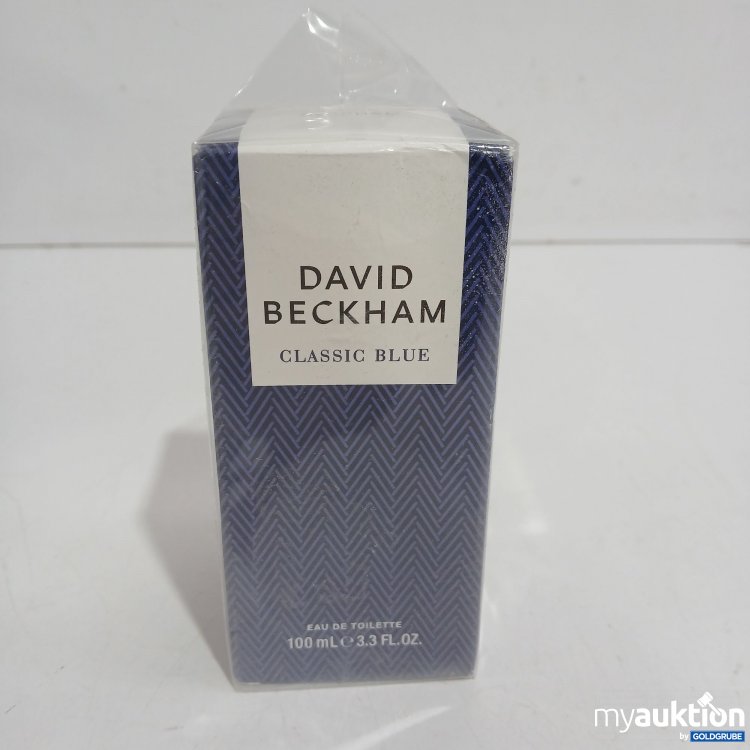 DAVID
BECKHAM
CLASSIC BLUE
EAU DE TOILETTE
100 mL ℮ 3.3 FL.OZ.
myauktion
by GOLDGRUBE